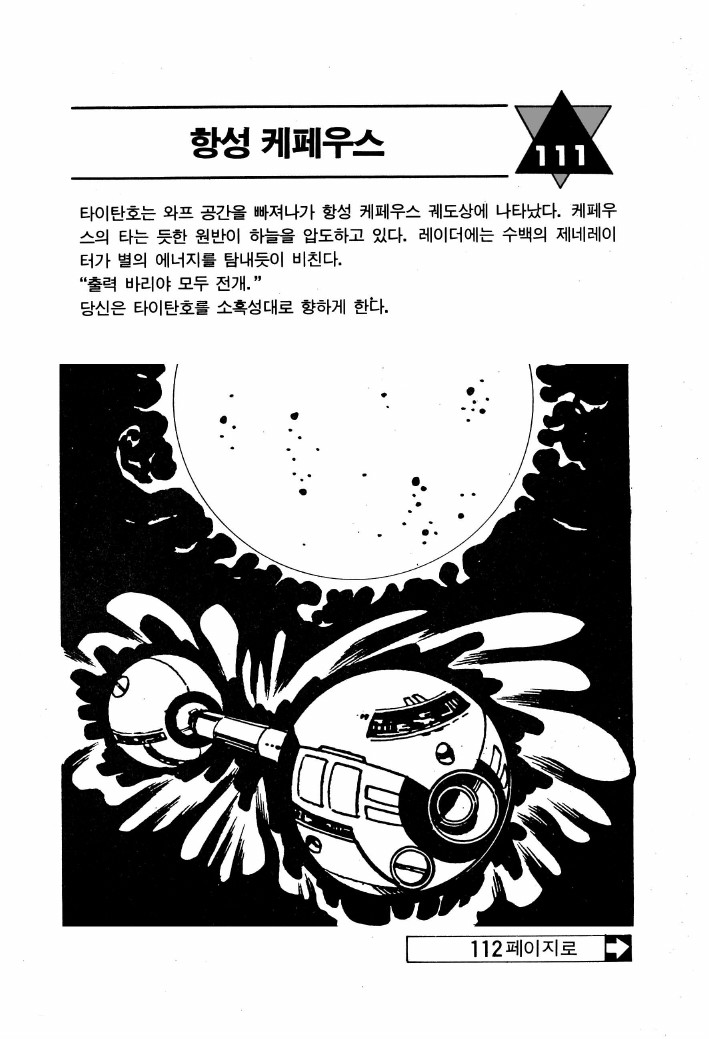 항성 케페우스
111
타이탄호는 와프 공간을 빠져나가 항성 케페우스 궤도상에 나타났다. 케페우
스의 타는 듯한 원반이 하늘을 압도하고 있다. 레이더에는 수백의 제네레이
터가 별의 에너지를 탐내듯이 비친다.
“출력 바리야 모두 전개.”
당신은 타이탄호를 소혹성대로 향하게 한다.
112페이지로